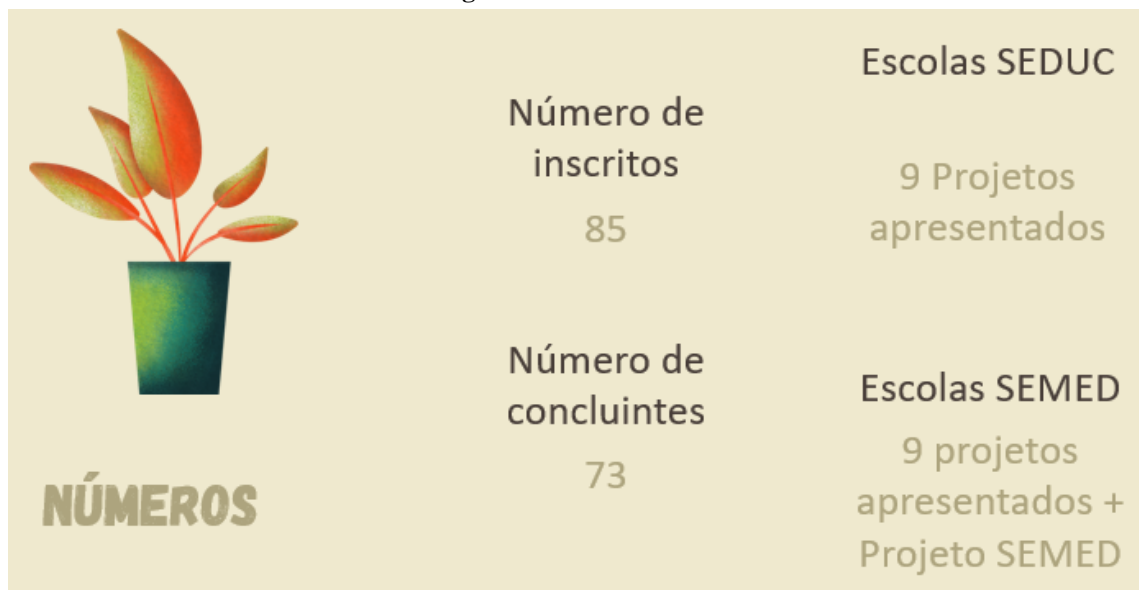 Número de
inscritos
85
Número de
concluintes
73
Escolas SEDUC
9 Projetos
apresentados
Escolas SEMED
9 projetos
apresentados +
Projeto SEMED
NÚMEROS